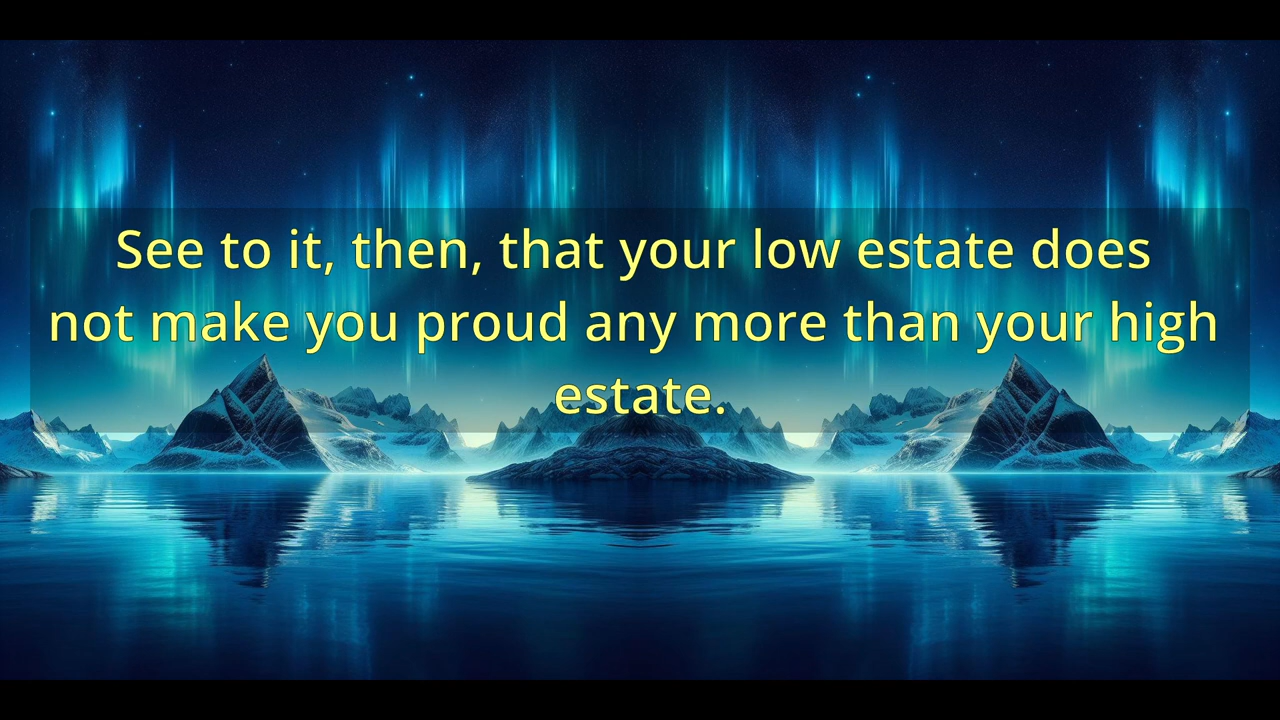 See to it, then, that your low estate does
not make you proud any more than your high
estate.